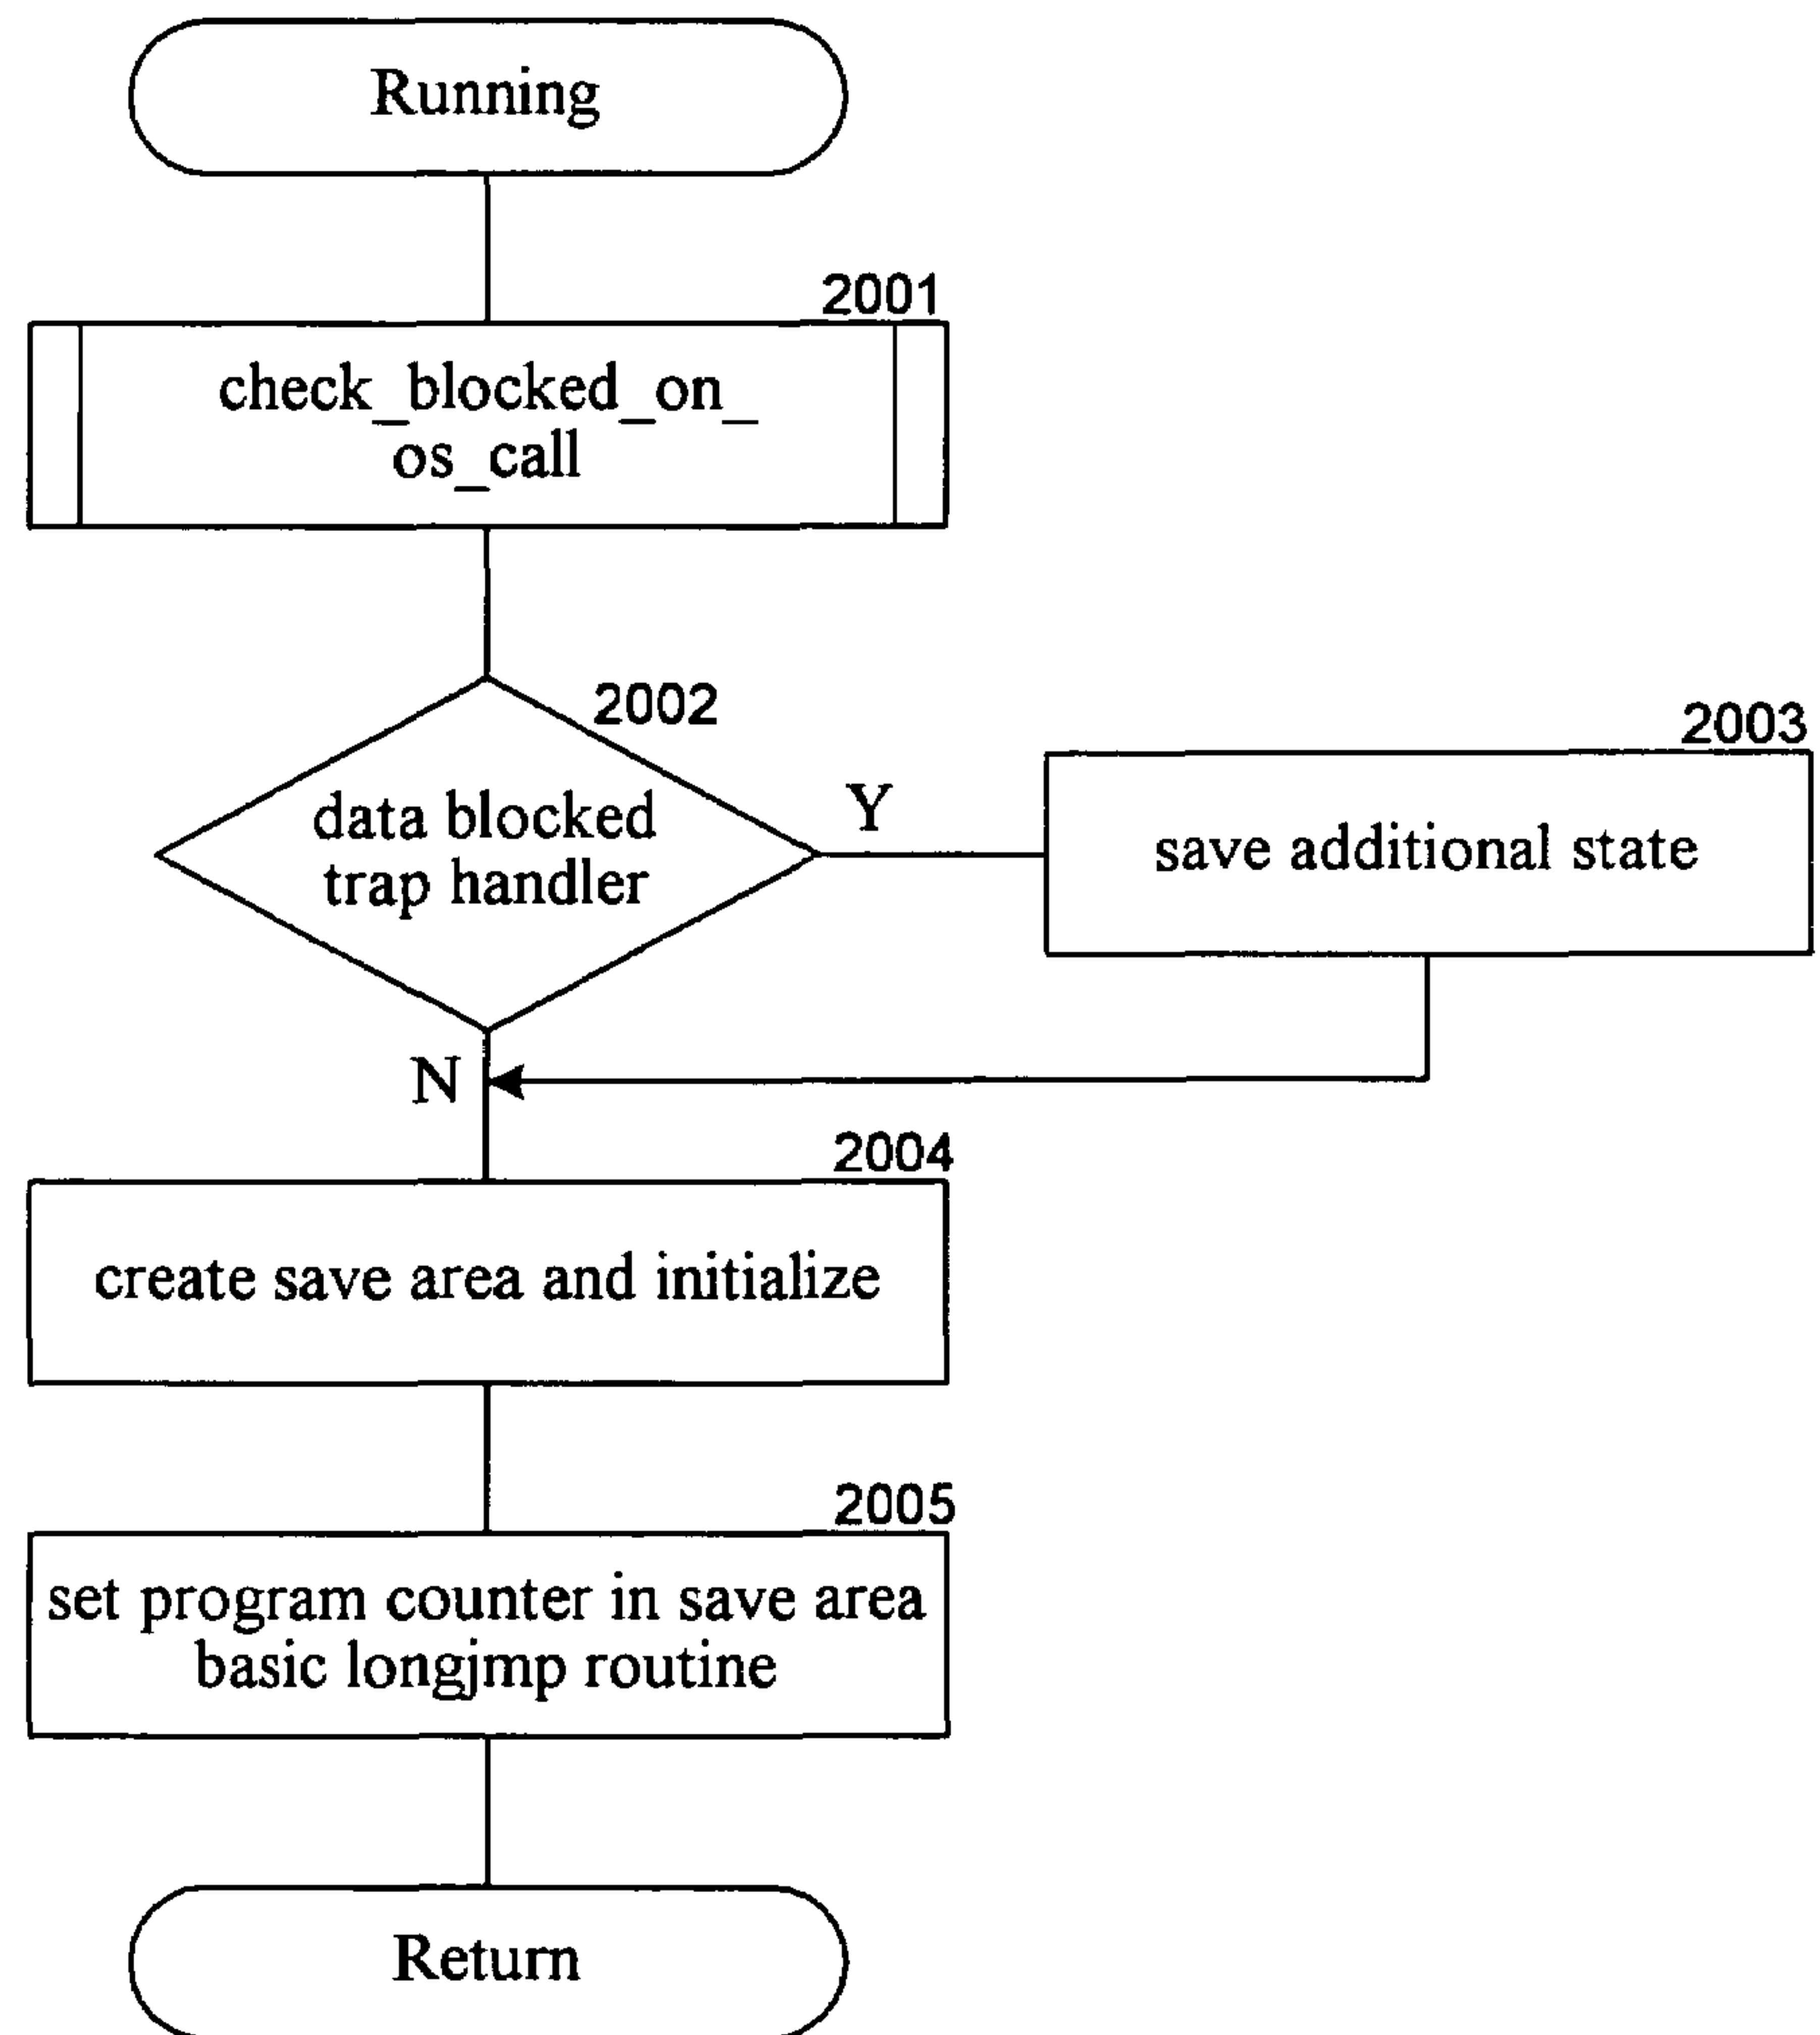 Running
2001
check_blocked_on_
os_call
2002
data blocked
trap handler
Y
2003
save additional state
N
2004
create save area and initialize
2005
set program counter in save area
basic longjmp routine
Return